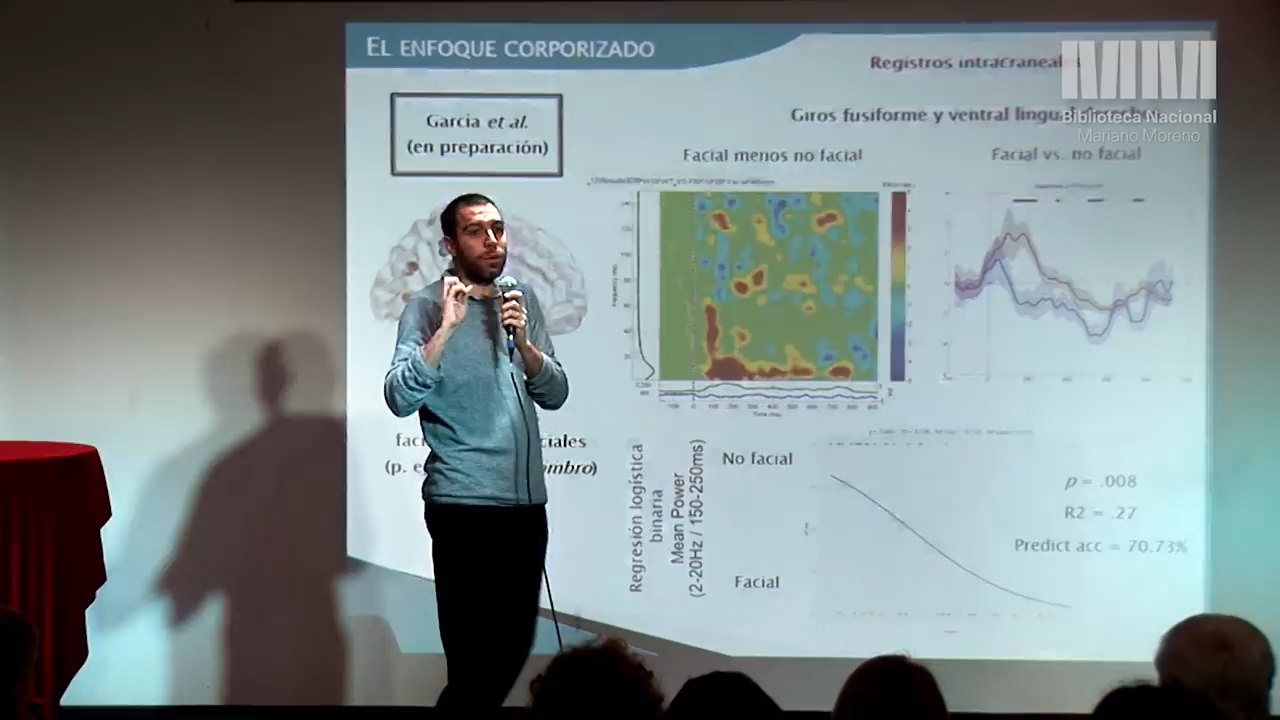 EL ENFOQUE CORPORIZADO
Registros intracraneales
Garcia et al.
(en preparación)
Giros fusiforme y ventral lingual
Biblioteca Nacional
Mariano Moreno
Facial menos no facial
Facial vs. no facial
Regresión logística
binaria
Mean Power
(2-20Hz / 150-250ms)
No facial
Facial
p = .008
R2 = .27
Predict acc = 70.73%
(p.